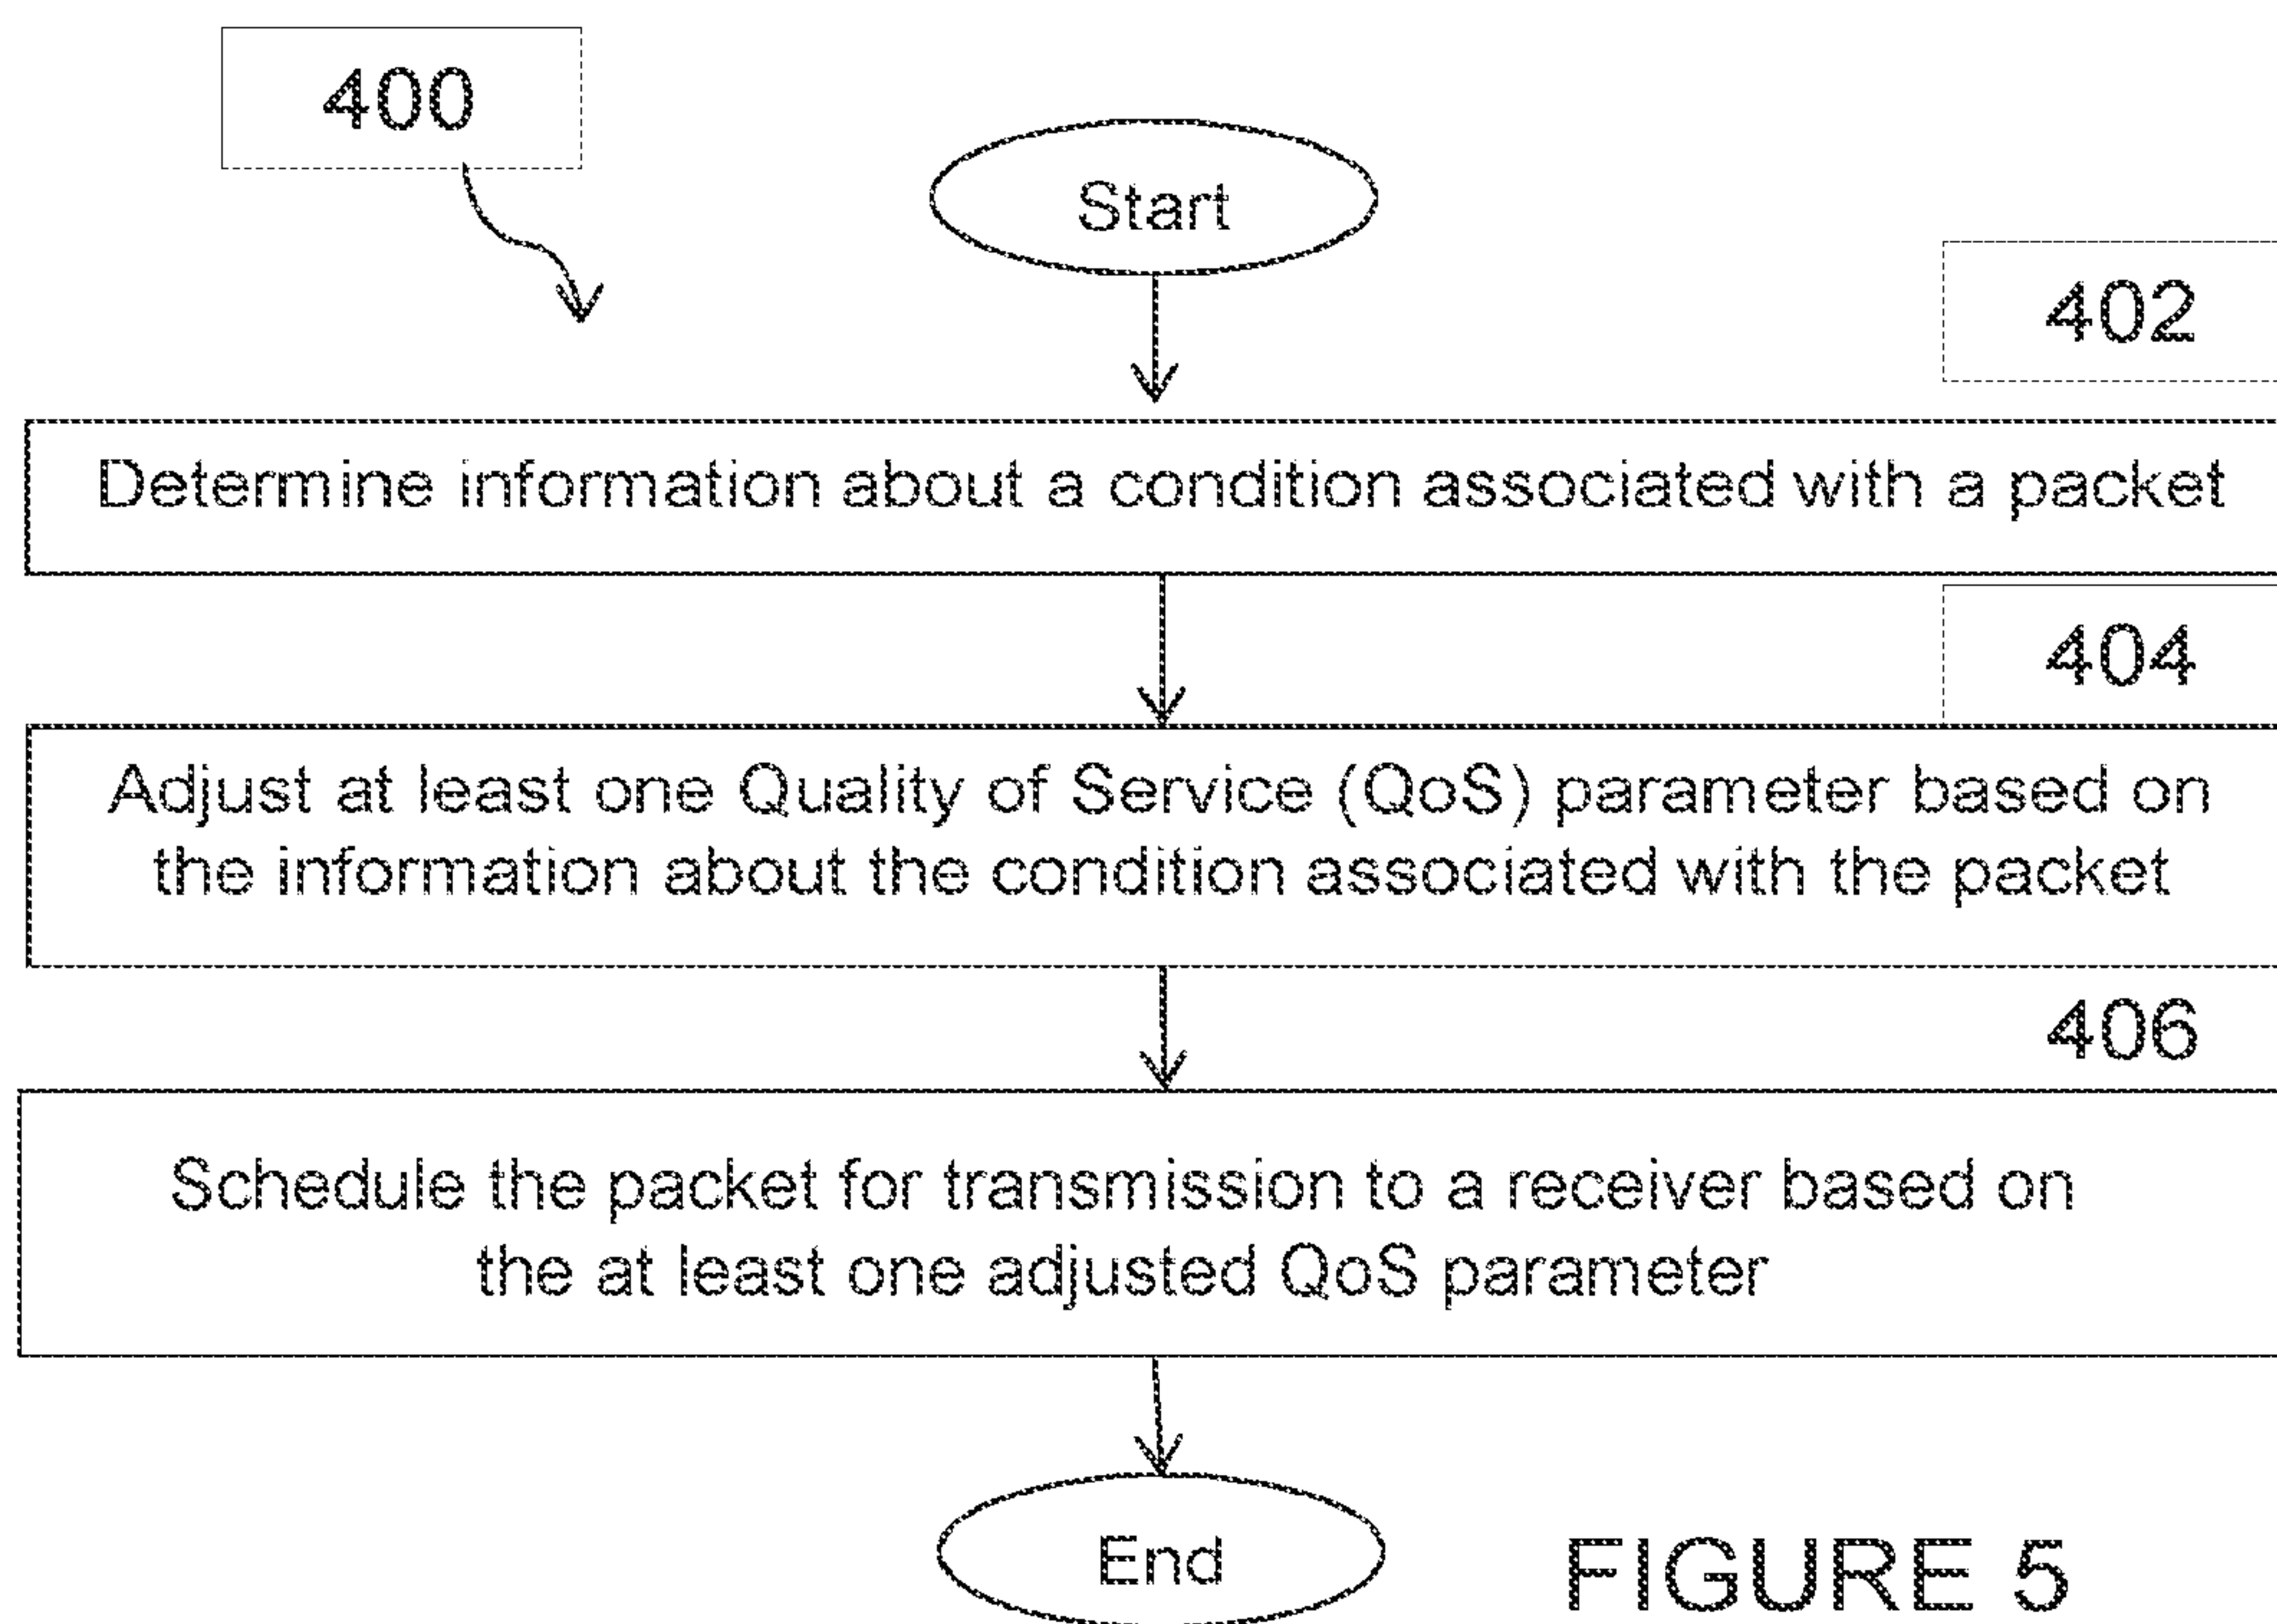 400
Start
402
Determine information about a condition associated with a packet
404
Adjust at least one Quality of Service (QoS) parameter based on
the information about the condition associated with the packet
406
Schedule the packet for transmission to a receiver based on
the at least one adjusted QoS parameter
End
FIGURE 5